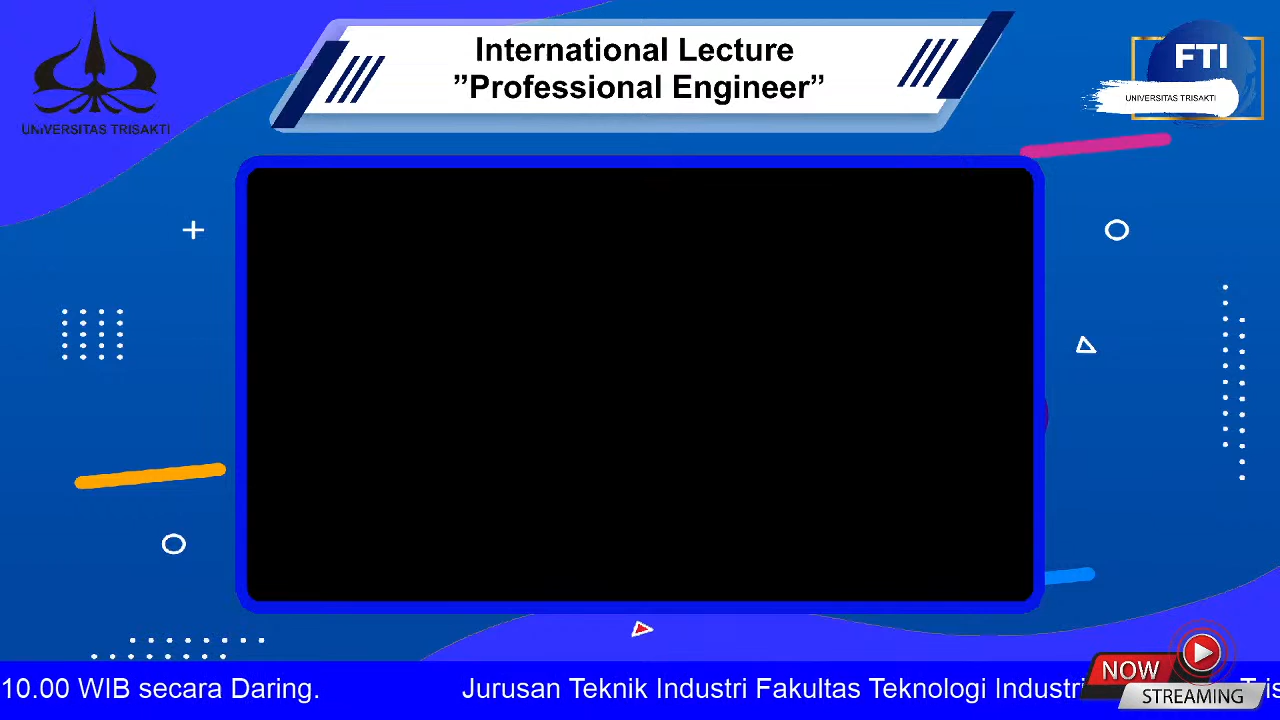 International Lecture
”Professional Engineer”
UNIVERSITAS TRISAKTI
FTI
UNIVERSITAS TRISAKTI
10.00 WIB secara Daring. Jurusan Teknik Industri Fakultas Teknologi Industri
NOW
STREAMING